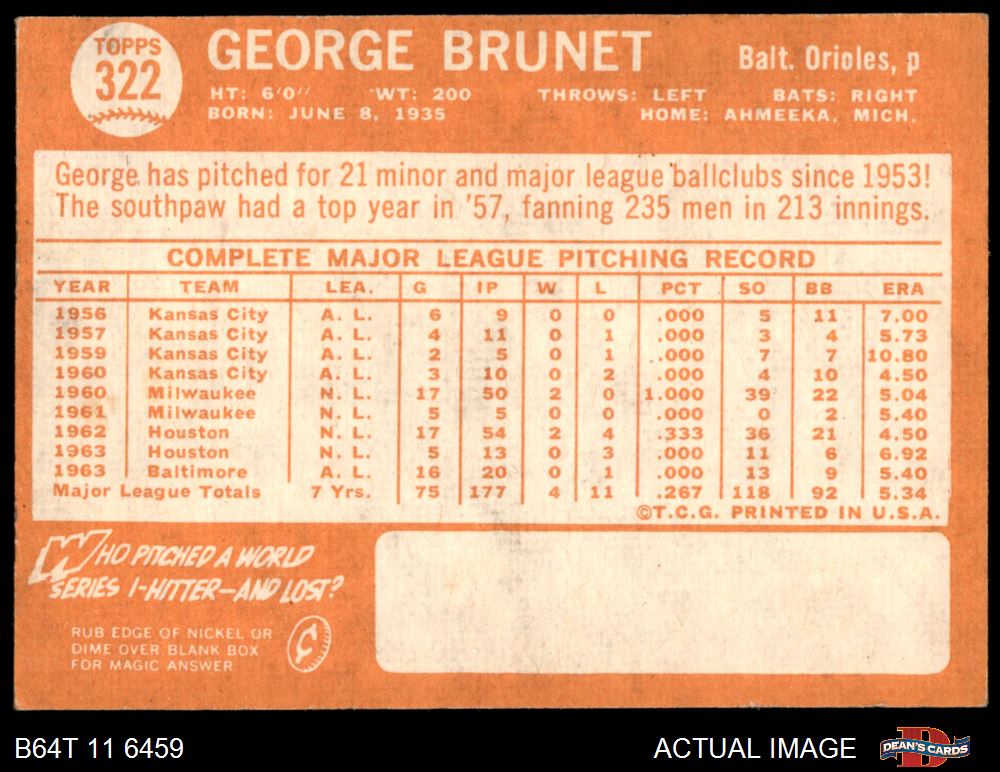 TOPPS
322
GEORGE BRUNET
Balt. Orioles, p
HT: 6'0" WT: 200 THROWS: LEFT BATS: RIGHT
BORN: JUNE 8, 1935 HOME: AHMEEKA, MICH.
George has pitched for 21 minor and major league ballclubs since 1953!
The southpaw had a top year in '57, fanning 235 men in 213 innings.
COMPLETE MAJOR LEAGUE PITCHING RECORD
YEAR TEAM LEA. G IP W L PCT SO BB ERA
1956 Kansas City A. L. 6 9 0 0 .000 5 11 7.00
1957 Kansas City A. L. 4 11 0 1 .000 3 4 5.73
1959 Kansas City A. L. 2 5 0 1 .000 7 7 10.80
1960 Kansas City A. L. 3 10 0 2 .000 4 10 4.50
1960 Milwaukee N. L. 17 50 2 0 1.000 39 22 5.04
1961 Milwaukee N. L. 5 5 0 0 .000 0 2 5.40
1962 Houston N. L. 17 54 2 4 .333 36 21 4.50
1963 Houston N. L. 5 13 0 3 .000 11 6 6.92
1963 Baltimore A. L. 16 20 0 1 .000 13 9 5.40
Major League Totals 7 Yrs. 75 177 4 11 .267 118 92 5.34
©T.C.G. PRINTED IN U.S.A.
WHO PITCHED A WORLD
SERIES 1-HITTER—AND LOST?
RUB EDGE OF NICKEL OR
DIME OVER BLANK BOX
FOR MAGIC ANSWER
¢
B64T 11 6459
ACTUAL IMAGE
DEAN'S CARDS